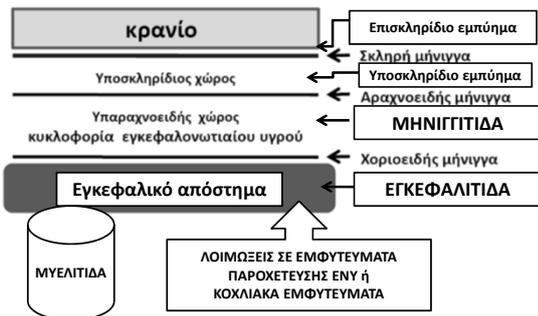 κρανίο
Επισκληρίδιο εμπύημα
Σκληρή μήνιγγα
Υποσκληρίδιος χώρος
Υποσκληρίδιο εμπύημα
Αραχνοειδής μήνιγγα
Υπαραχνοειδής χώρος
κυκλοφορία εγκεφαλονωτιαίου υγρού
ΜΗΝΙΓΓΙΤΙΔΑ
Χοριοειδής μήνιγγα
Εγκεφαλικό απόστημα
ΕΓΚΕΦΑΛΙΤΙΔΑ
ΜΥΕΛΙΤΙΔΑ
ΛΟΙΜΩΞΕΙΣ ΣΕ ΕΜΦΥΤΕΥΜΑΤΑ
ΠΑΡΟΧΕΤΕΥΣΗΣ ΕΝΥ ή
ΚΟΧΛΙΑΚΑ ΕΜΦΥΤΕΥΜΑΤΑ